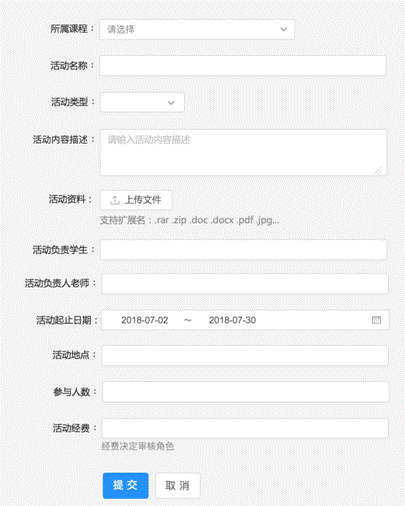 所属课程： 请选择
活动名称：
活动类型：
活动内容描述： 请输入活动内容描述
活动资料： 上传文件
支持扩展名：.rar .zip .doc .docx .pdf .jpg...
活动负责学生：
活动负责人老师：
活动起止日期： 2018-07-02 ～ 2018-07-30
活动地点：
参与人数：
活动经费：
经费决定审核角色
提 交 取 消